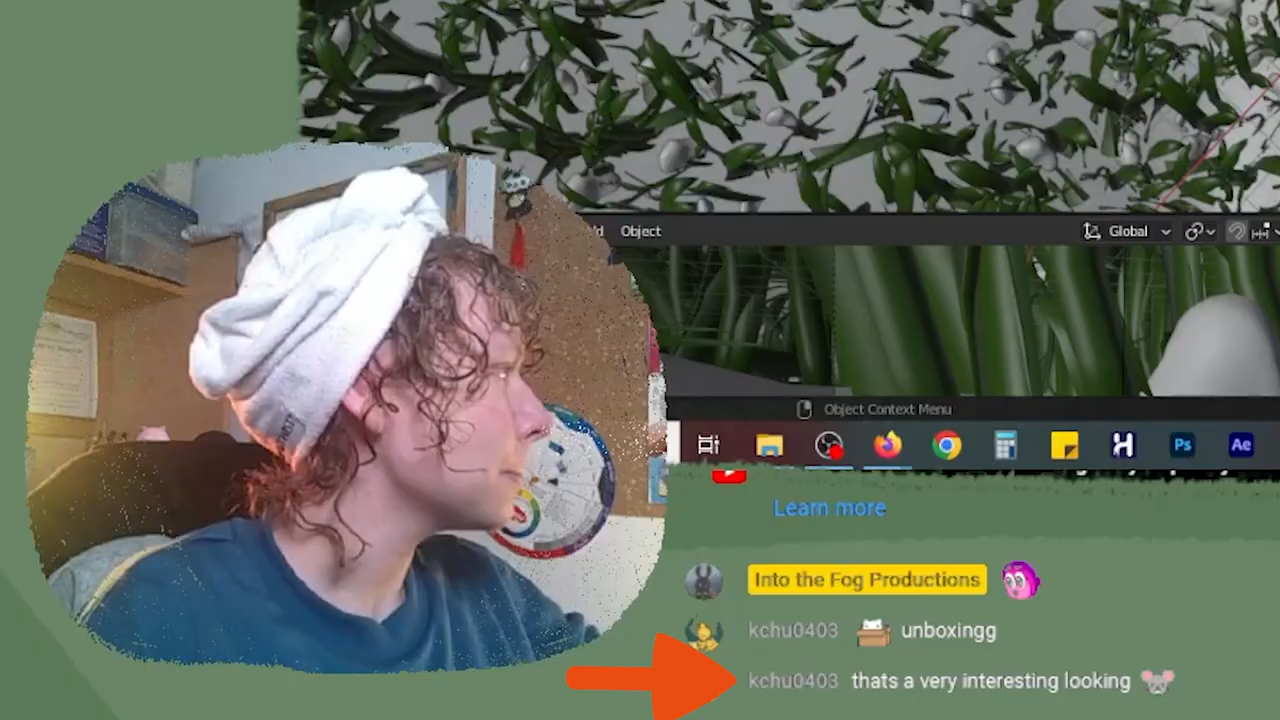 Object
Global
Object Context Menu
Ps
Ae
Learn more
Into the Fog Productions
kchu0403 unboxingg
kchu0403 thats a very interesting looking